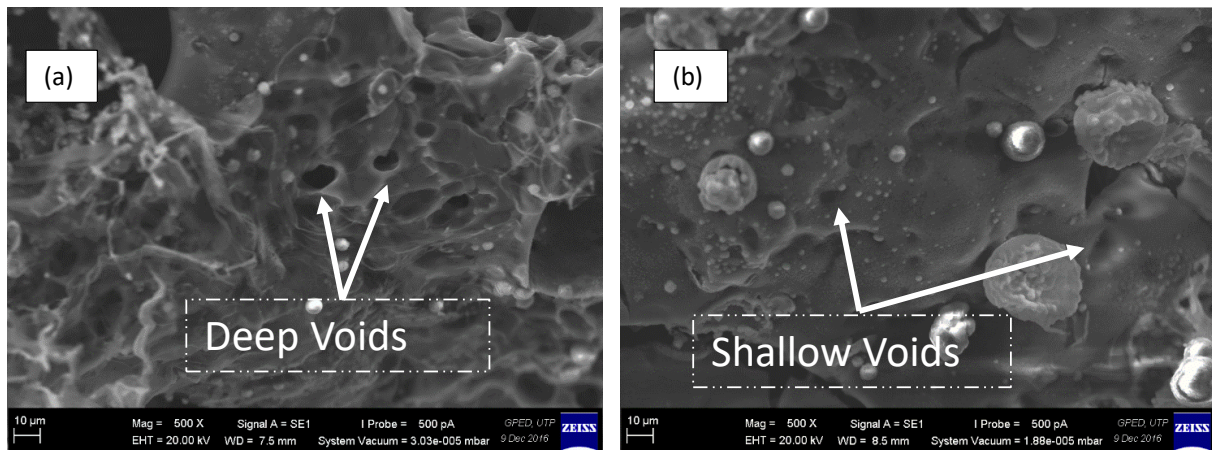 (a)
Deep Voids
10 µm
Mag = 500 X Signal A = SE1 I Probe = 500 pA GPED, UTP
EHT = 20.00 kV WD = 7.5 mm System Vacuum = 3.03e-005 mbar 9 Dec 2016
ZEISS
(b)
Shallow Voids
10 µm
Mag = 500 X Signal A = SE1 I Probe = 500 pA GPED, UTP
EHT = 20.00 kV WD = 8.5 mm System Vacuum = 1.88e-005 mbar 9 Dec 2016
ZEISS